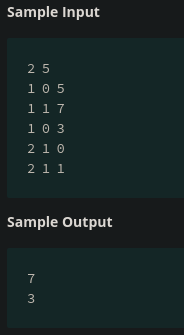 Sample Input
2 5
1 0 5
1 1 7
1 0 3
2 1 0
2 1 1
Sample Output
7
3